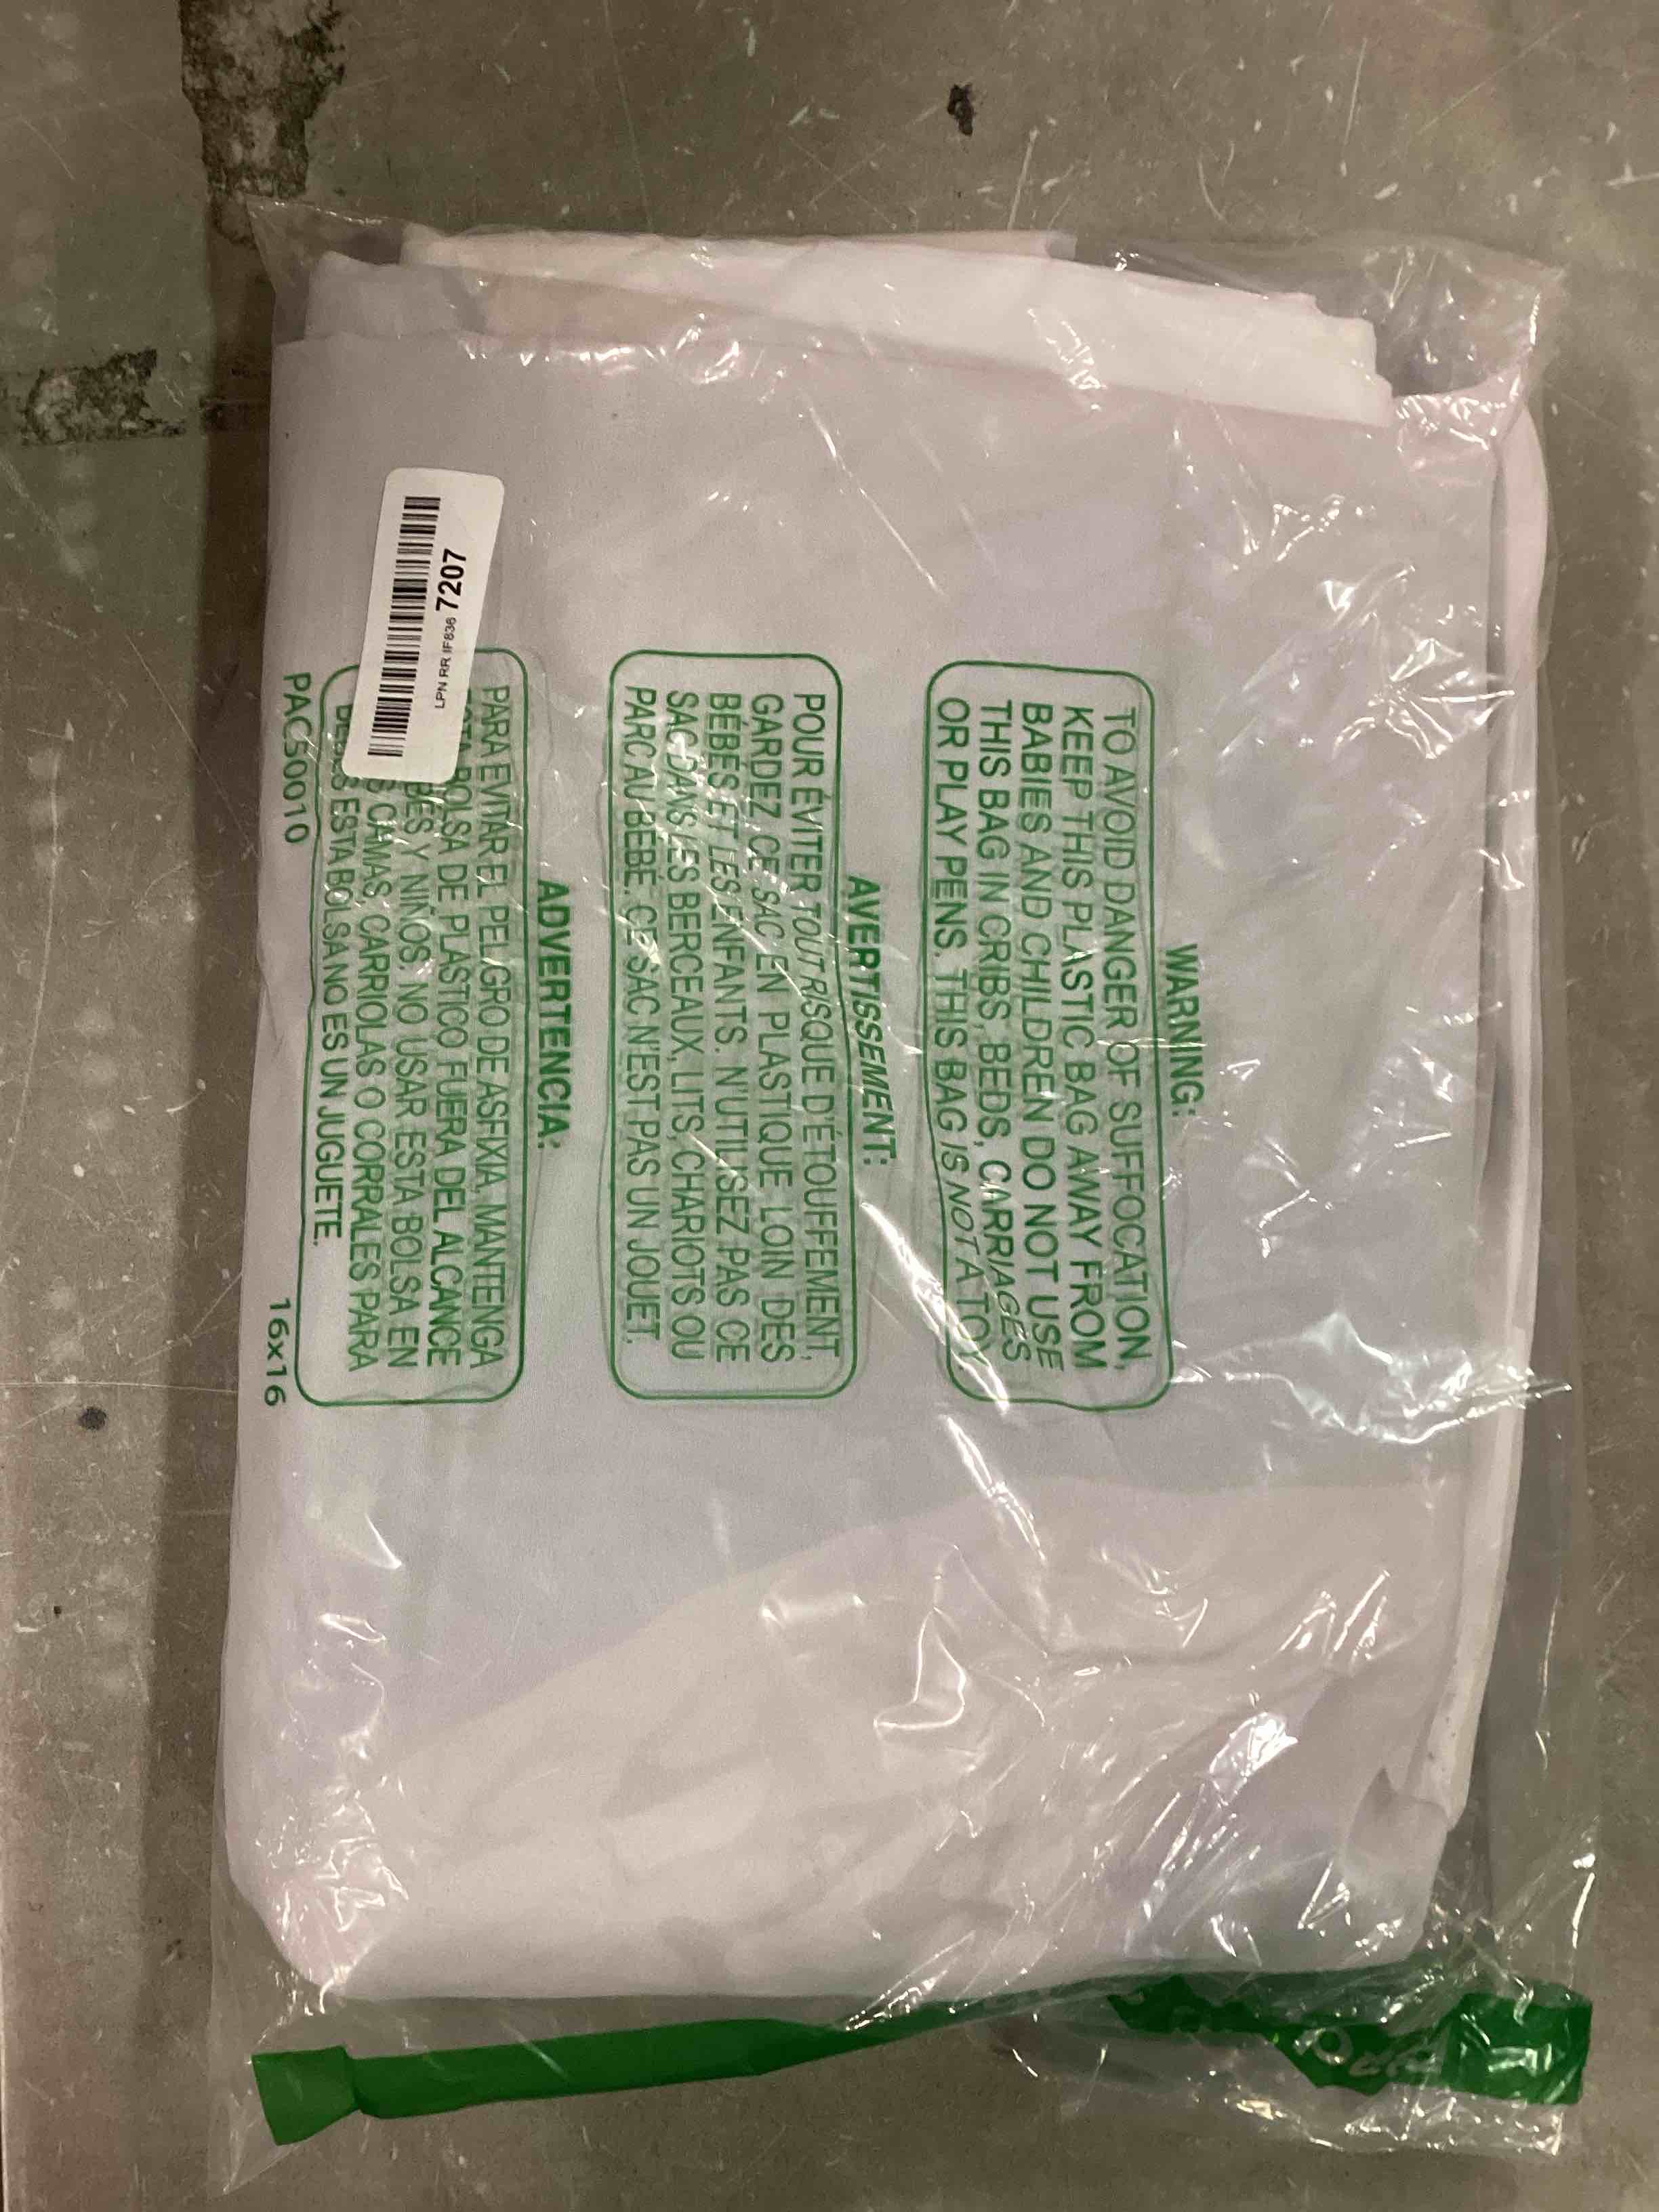 WARNING:
TO AVOID DANGER OF SUFFOCATION,
KEEP THIS PLASTIC BAG AWAY FROM
BABIES AND CHILDREN DO NOT USE
THIS BAG IN CRIBS, BEDS, CARRIAGES
OR PLAY PENS. THIS BAG IS NOT A TOY
AVERTISSEMENT:
POUR ÉVITER TOUT RISQUE D'ÉTOUFFEMENT,
GARDEZ CE SAC EN PLASTIQUE LOIN DES
BÉBÉS ET LES ENFANTS. N'UTILISEZ PAS CE
SAC DANS LES BERCEAUX, LITS, CHARIOTS OU
PARC AU BÉBÉ. CE SAC N'EST PAS UN JOUET.
ADVERTENCIA:
PARA EVITAR EL PELIGRO DE ASFIXIA, MANTENGA
BOLSA DE PLÁSTICO FUERA DEL ALCANCE
Y NIÑOS. NO USAR ESTA BOLSA EN
CAMAS, CARRIOLAS O CORRALES PARA
ESTA BOLSA NO ES UN JUGUETE.
PAC50010
16x16
LPN RR IF836 7207